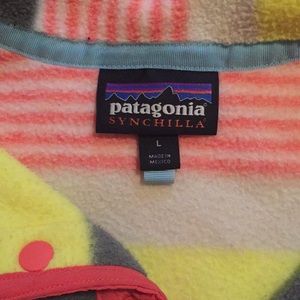 patagonia
SYNCHILLA
L
MADE IN
MEXICO